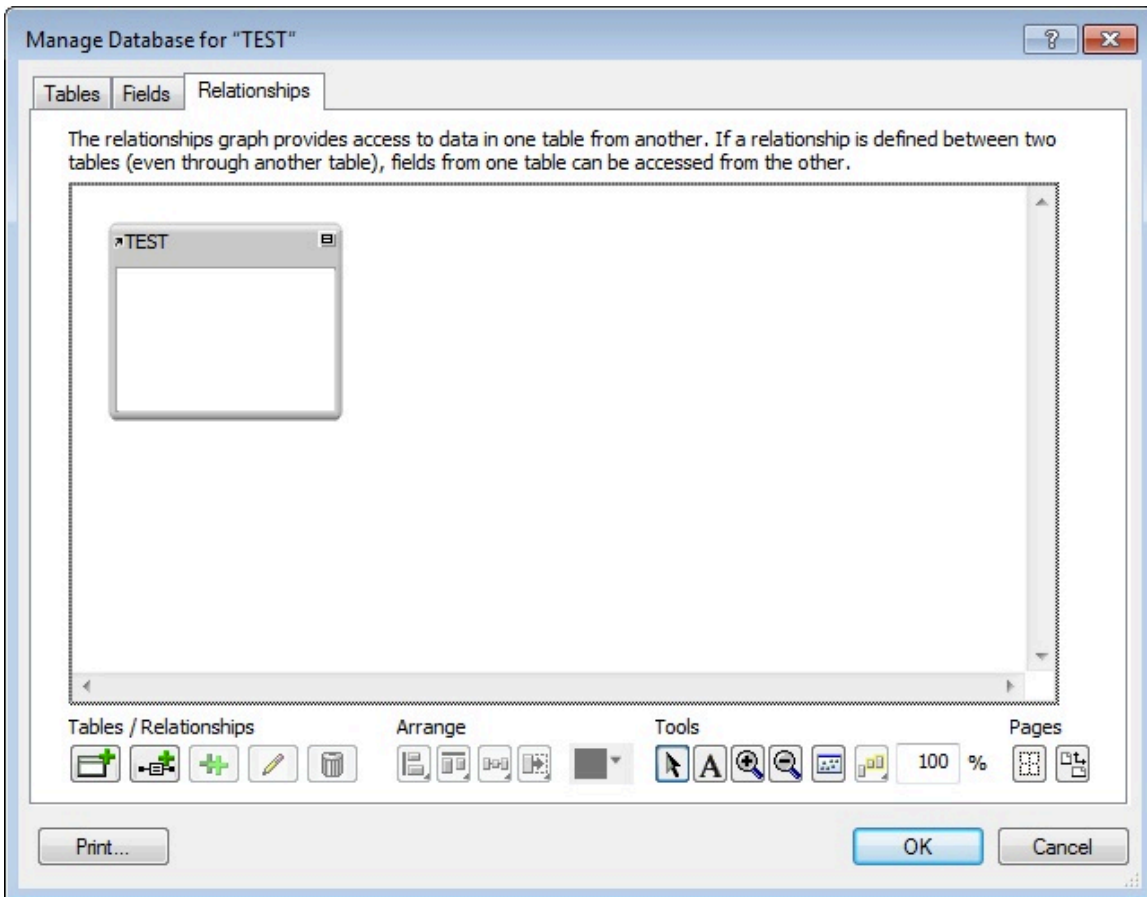 Manage Database for "TEST"
Tables Fields Relationships
The relationships graph provides access to data in one table from another. If a relationship is defined between two
tables (even through another table), fields from one table can be accessed from the other.
TEST
Tables / Relationships Arrange Tools Pages
A 100 %
Print... OK Cancel